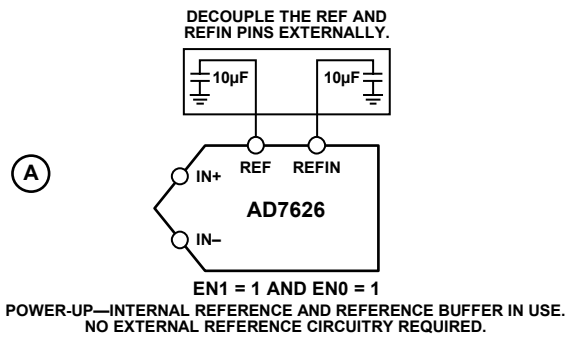 DECOUPLE THE REF AND
REFIN PINS EXTERNALLY.
10µF
10µF
REF
REFIN
IN+
A
AD7626
IN–
EN1 = 1 AND EN0 = 1
POWER-UP—INTERNAL REFERENCE AND REFERENCE BUFFER IN USE.
NO EXTERNAL REFERENCE CIRCUITRY REQUIRED.